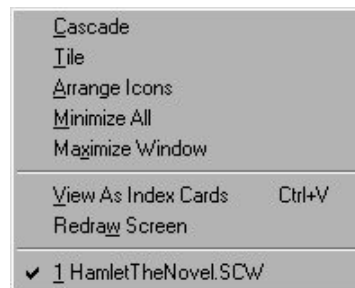 Cascade
Tile
Arrange Icons
Minimize All
Maximize Window
View As Index Cards Ctrl+V
Redraw Screen
✔ 1 HamletTheNovel.SCW